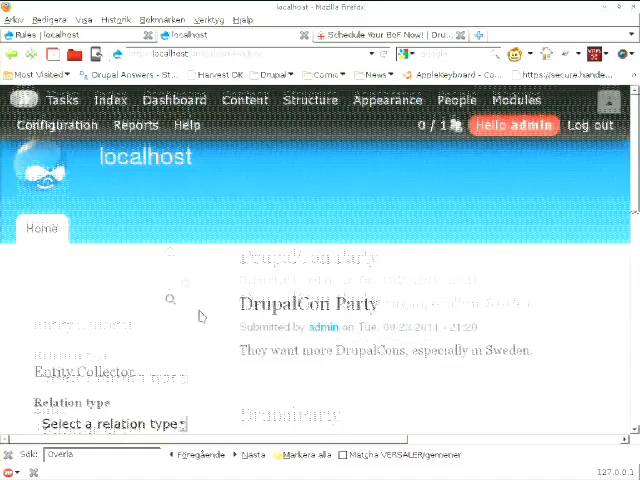 localhost - Mozilla Firefox
Arkiv Redigera Visa Historik Bokmärken Verktyg Hjälp
Rules | localhost localhost Schedule Your BoF Now! | Dru...
localhost
Most Visited Drupal Answers - St... Harvest DK Drupal Comic News AppleKeyboard - Co... https://secure.hande...
Tasks Index Dashboard Content Structure Appearance People Modules
Configuration Reports Help 0 / 1 Hello admin Log out
localhost
Home
DrupalCon Party
DrupalCon Party
Submitted by admin on Tue, 08/23/2011 - 21:20
They want more DrupalCons, especially in Sweden.
Entity Collector
Relation type
Select a relation type
Sök: Överla Föregående Nästa Markera alla Matcha VERSALER/gemener
127.0.0.1